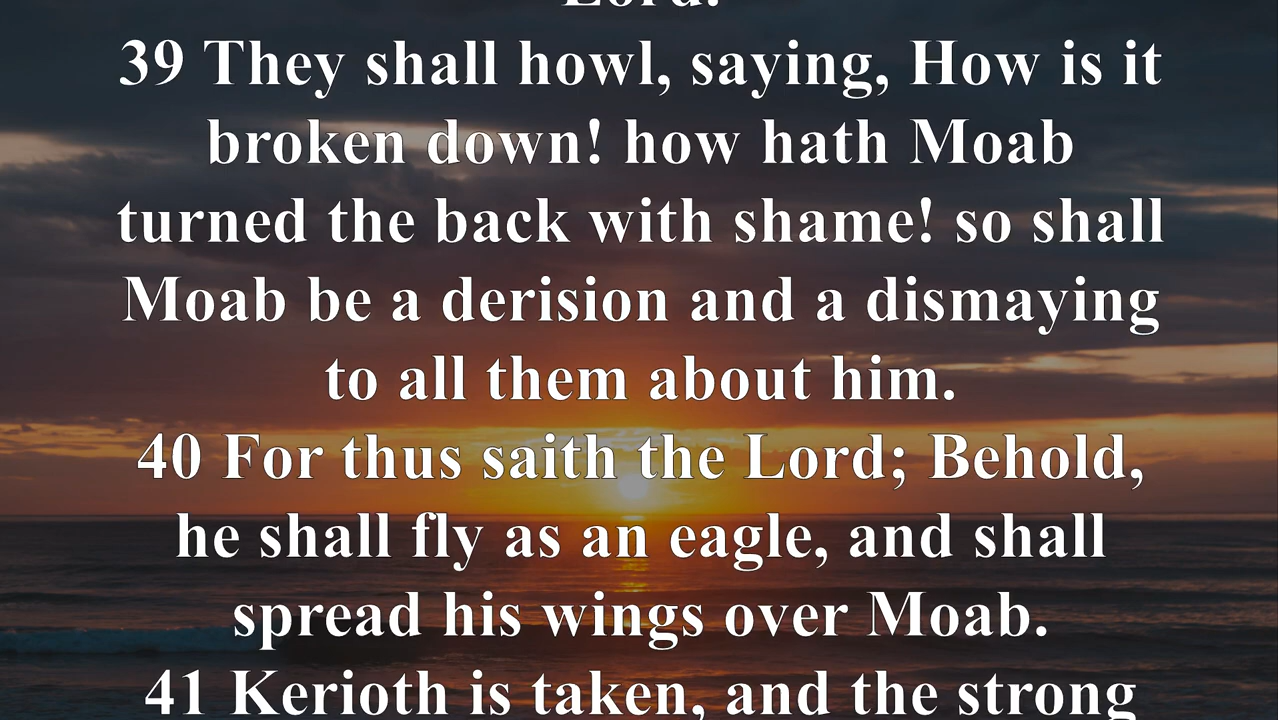 Lord.
39 They shall howl, saying, How is it
broken down! how hath Moab
turned the back with shame! so shall
Moab be a derision and a dismaying
to all them about him.
40 For thus saith the Lord; Behold,
he shall fly as an eagle, and shall
spread his wings over Moab.
41 Kerioth is taken, and the strong